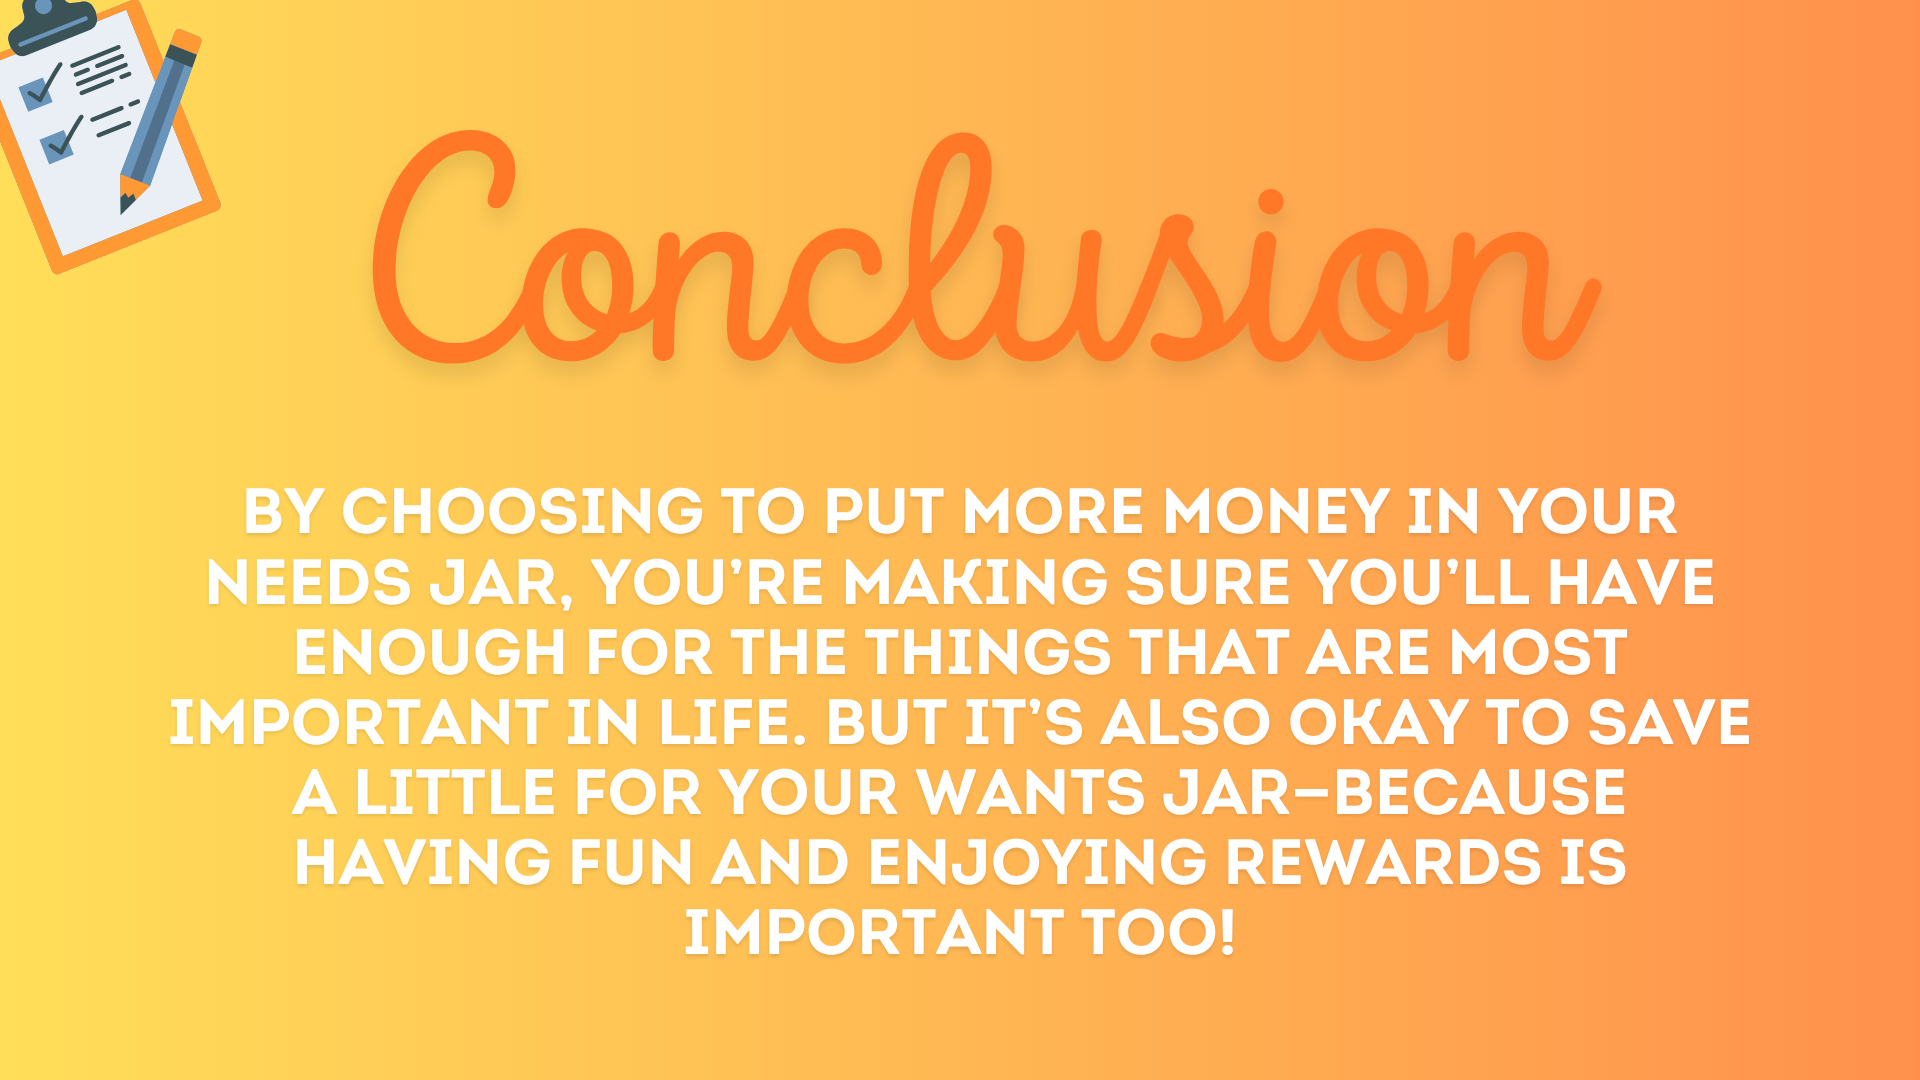 Conclusion
BY CHOOSING TO PUT MORE MONEY IN YOUR
NEEDS JAR, YOU’RE MAKING SURE YOU’LL HAVE
ENOUGH FOR THE THINGS THAT ARE MOST
IMPORTANT IN LIFE. BUT IT’S ALSO OKAY TO SAVE
A LITTLE FOR YOUR WANTS JAR—BECAUSE
HAVING FUN AND ENJOYING REWARDS IS
IMPORTANT TOO!